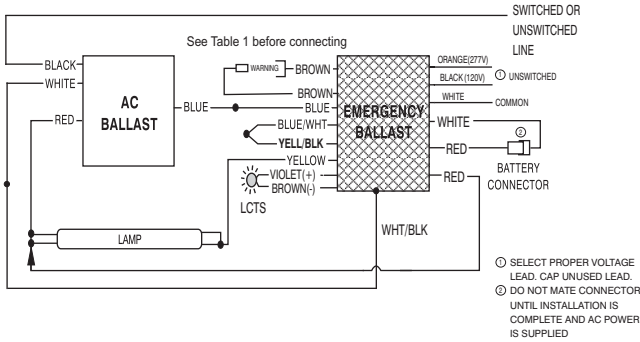 SWITCHED OR
UNSWITCHED
LINE
See Table 1 before connecting
BLACK
WHITE
RED
AC
BALLAST
BLUE
WARNING
BROWN
BROWN
BLUE
BLUE/WHT
YELL/BLK
YELLOW
VIOLET(+)
BROWN(-)
LCTS
EMERGENCY
BALLAST
ORANGE(277V)
BLACK (120V)
① UNSWITCHED
WHITE
COMMON
WHITE
②
RED
BATTERY
CONNECTOR
RED
WHT/BLK
LAMP
① SELECT PROPER VOLTAGE
LEAD. CAP UNUSED LEAD.
② DO NOT MATE CONNECTOR
UNTIL INSTALLATION IS
COMPLETE AND AC POWER
IS SUPPLIED